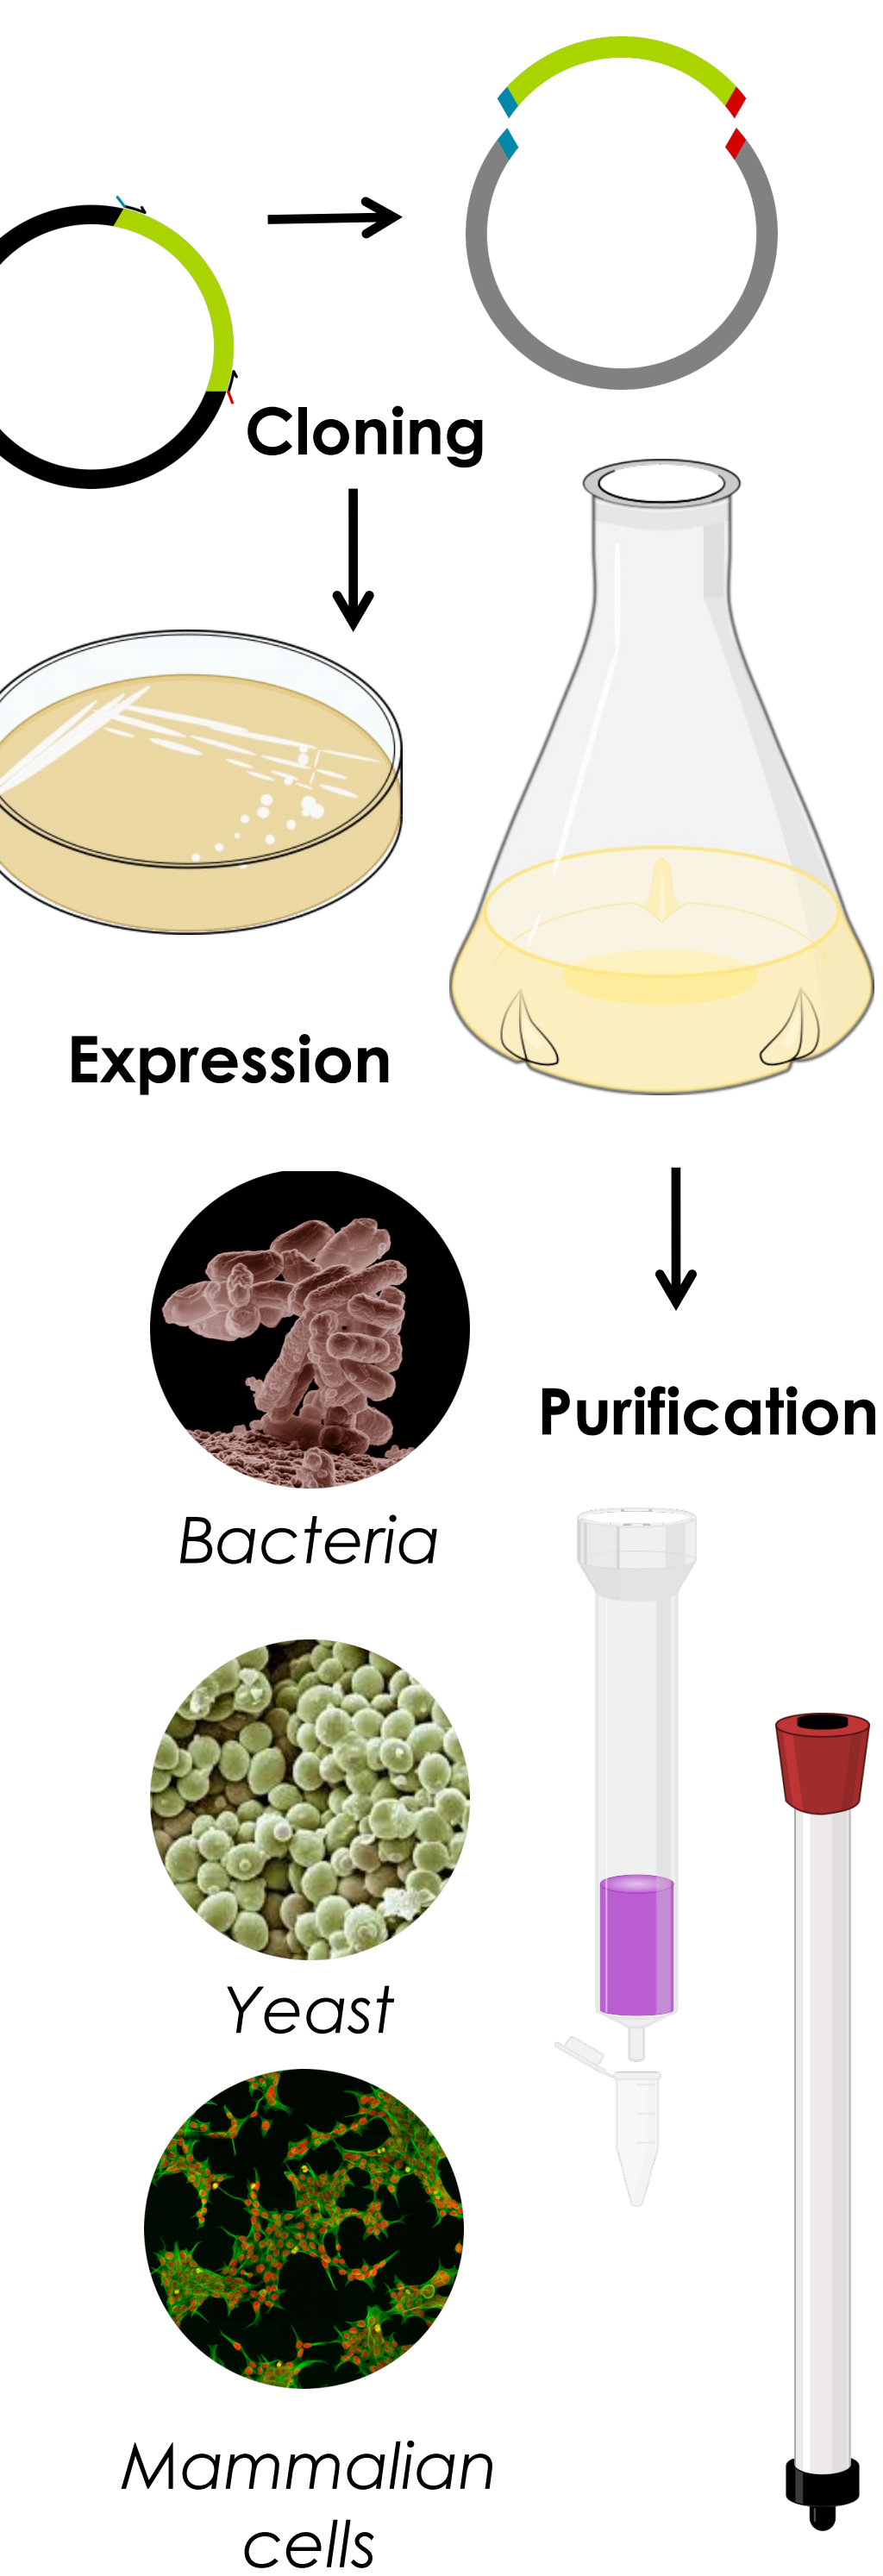 Cloning
Expression
Purification
Bacteria
Yeast
Mammalian
cells